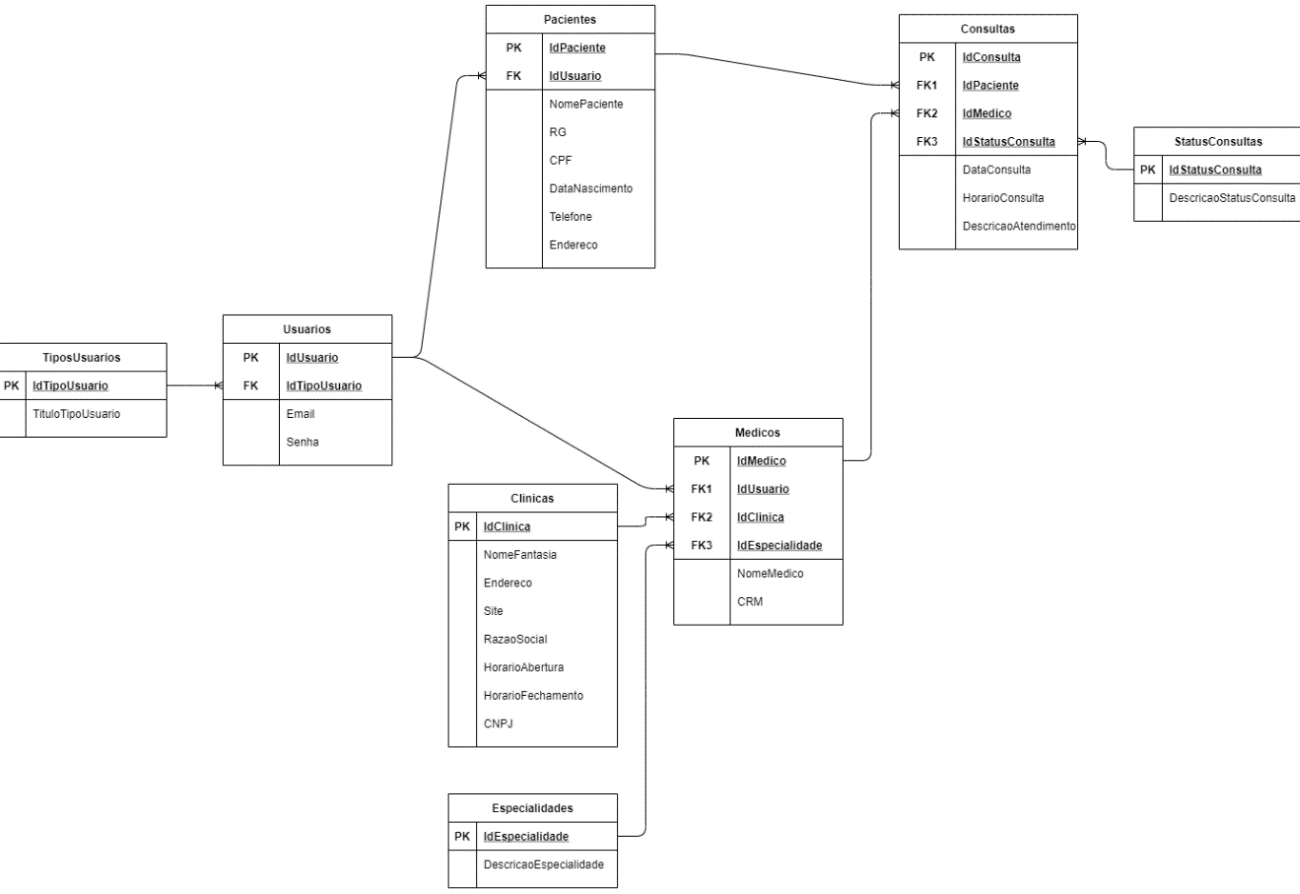 Pacientes
PK IdPaciente
FK IdUsuario
NomePaciente
RG
CPF
DataNascimento
Telefone
Endereco
Consultas
PK IdConsulta
FK1 IdPaciente
FK2 IdMedico
FK3 IdStatusConsulta
DataConsulta
HorarioConsulta
DescricaoAtendimento
StatusConsultas
PK IdStatusConsulta
DescricaoStatusConsulta
TiposUsuarios
PK IdTipoUsuario
TituloTipoUsuario
Usuarios
PK IdUsuario
FK IdTipoUsuario
Email
Senha
Medicos
PK IdMedico
FK1 IdUsuario
FK2 IdClinica
FK3 IdEspecialidade
NomeMedico
CRM
Clinicas
PK IdClinica
NomeFantasia
Endereco
Site
RazaoSocial
HorarioAbertura
HorarioFechamento
CNPJ
Especialidades
PK IdEspecialidade
DescricaoEspecialidade